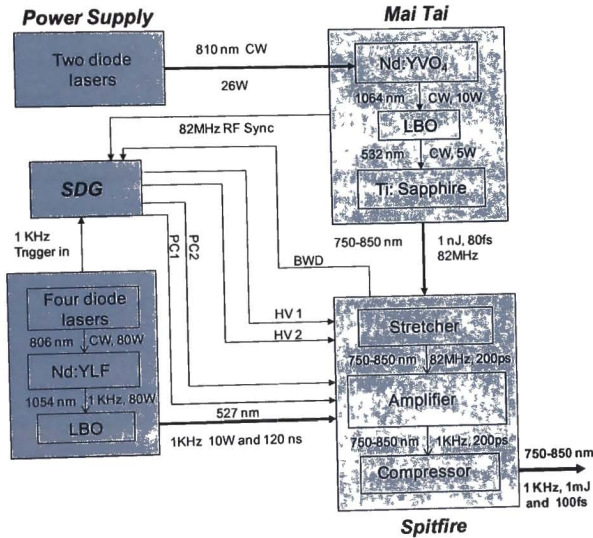 Power Supply
Mai Tai
Two diode
lasers
810 nm CW
26W
Nd:YVO4
1064 nm CW, 10W
LBO
532 nm CW, 5W
Ti: Sapphire
82MHz RF Sync
SDG
1 KHz
Trigger in
PC1
PC2
BWD
750-850 nm
1 nJ, 80fs
82MHz
HV 1
HV 2
Four diode
lasers
806 nm CW, 80W
Nd:YLF
1054 nm 1 KHz, 80W
LBO
527 nm
1KHz 10W and 120 ns
Stretcher
750-850 nm 82MHz, 200ps
Amplifier
750-850 nm 1KHz, 200ps
Compressor
750-850 nm
1 KHz, 1mJ
and 100fs
Spitfire